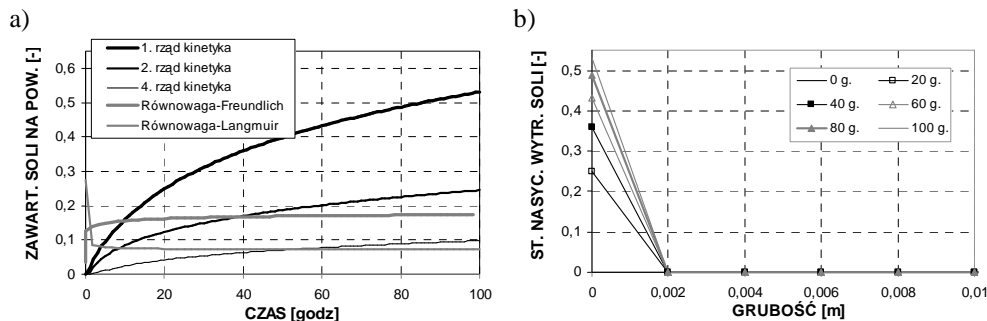 a)
ZAWART. SOLI NA POW. [-]
0,6
0,5
0,4
0,3
0,2
0,1
0
1. rząd kinetyka
2. rząd kinetyka
4. rząd kinetyka
Równowaga-Freundlich
Równowaga-Langmuir
0 20 40 60 80 100
CZAS [godz]
b)
ST. NASYC. WYTR. SOLI [-]
0,5
0,4
0,3
0,2
0,1
0
0 g. 20 g.
40 g. 60 g.
80 g. 100 g.
0 0,002 0,004 0,006 0,008 0,01
GRUBOŚĆ [m]